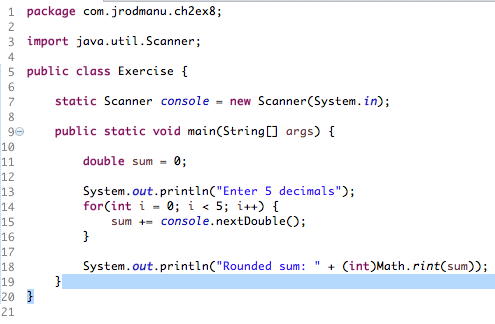 1 package com.jrodmanu.ch2ex8;
2
3 import java.util.Scanner;
4
5 public class Exercise {
6
7     static Scanner console = new Scanner(System.in);
8
9     public static void main(String[] args) {
10
11         double sum = 0;
12
13         System.out.println("Enter 5 decimals");
14         for(int i = 0; i < 5; i++) {
15             sum += console.nextDouble();
16         }
17
18         System.out.println("Rounded sum: " + (int)Math.rint(sum));
19     }
20 }
21